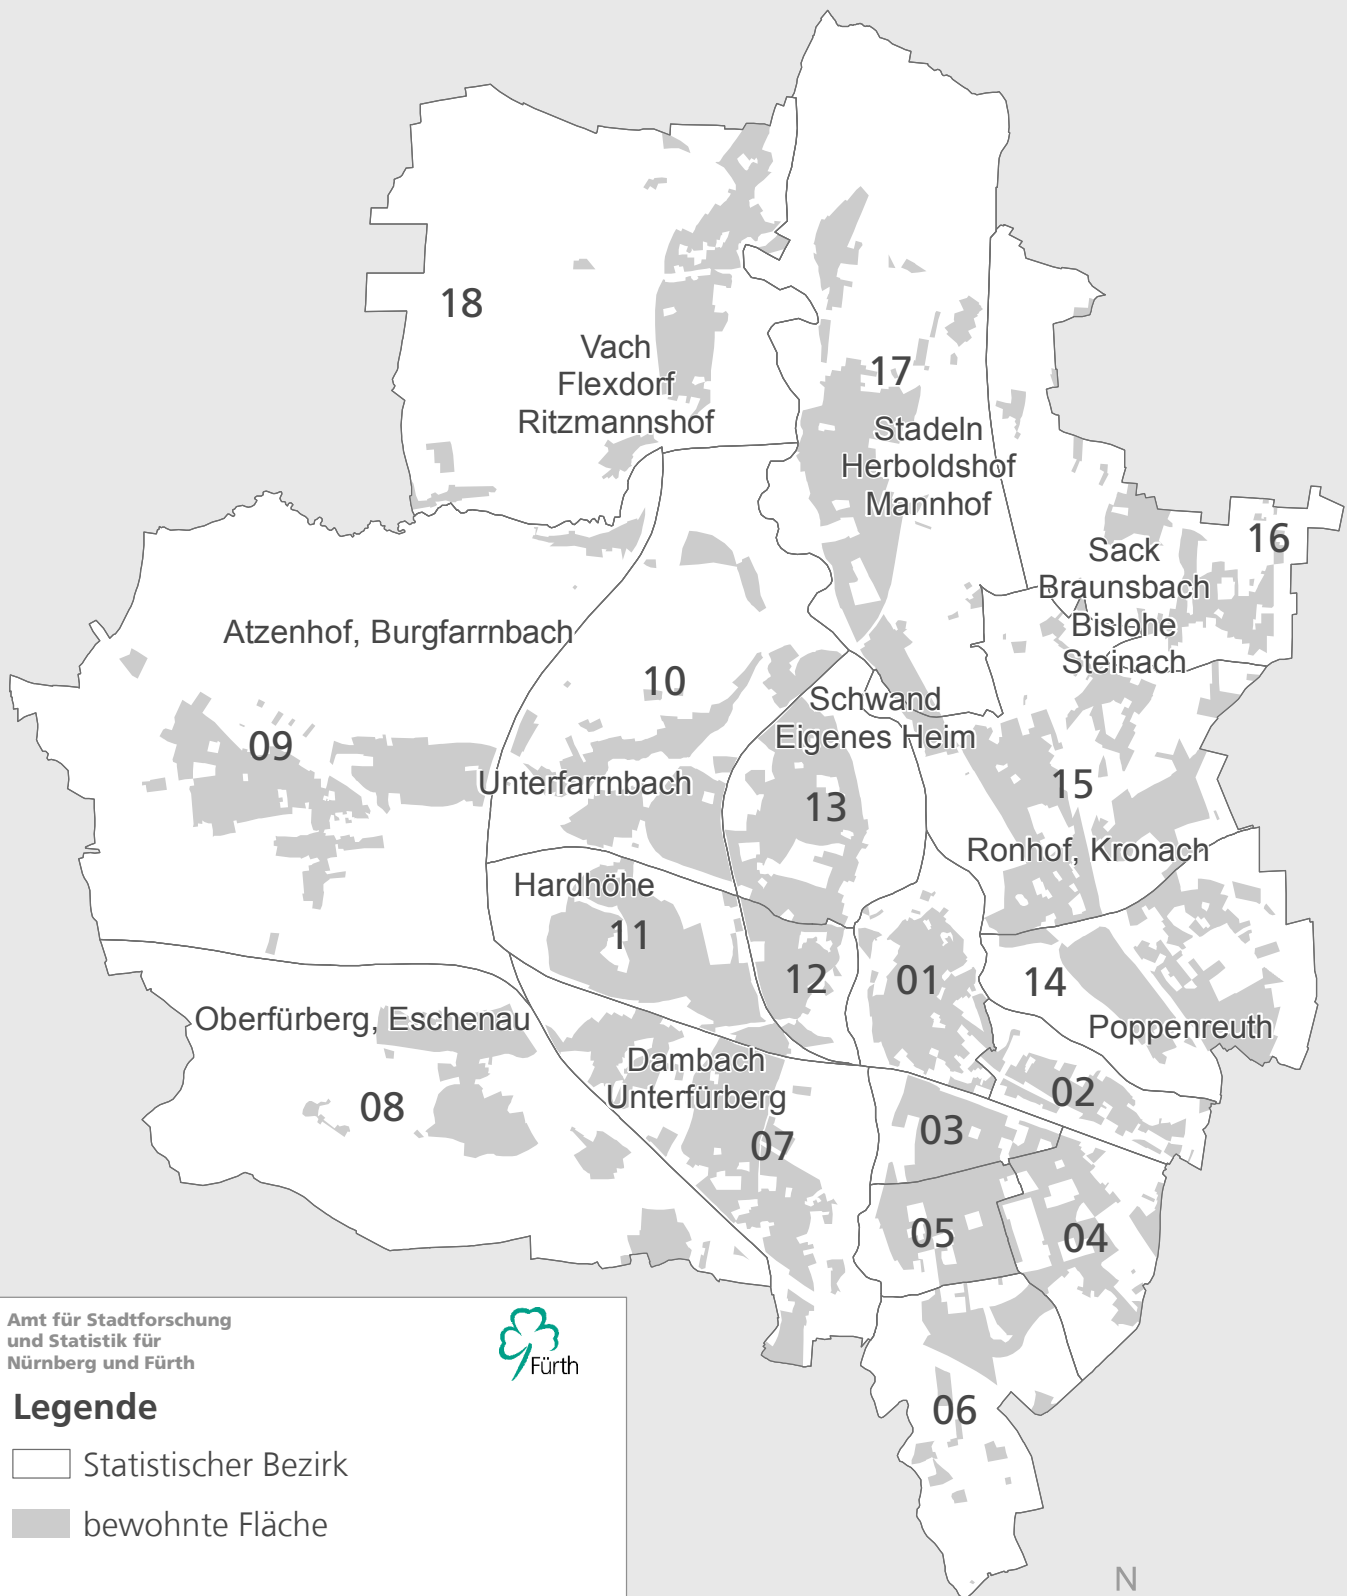 18
Vach
Flexdorf
Ritzmannshof
17
Stadeln
Herboldshof
Mannhof
16
Sack
Braunsbach
Bislohe
Steinach
Atzenhof, Burgfarrnbach
09
10
Unterfarrnbach
Schwand
Eigenes Heim
13
15
Ronhof, Kronach
Hardhöhe
11
12
01
14
Poppenreuth
Oberfürberg, Eschenau
08
Dambach
Unterfürberg
07
02
03
05
04
06
Amt für Stadtforschung
und Statistik für
Nürnberg und Fürth
Fürth
Legende
Statistischer Bezirk
bewohnte Fläche
N